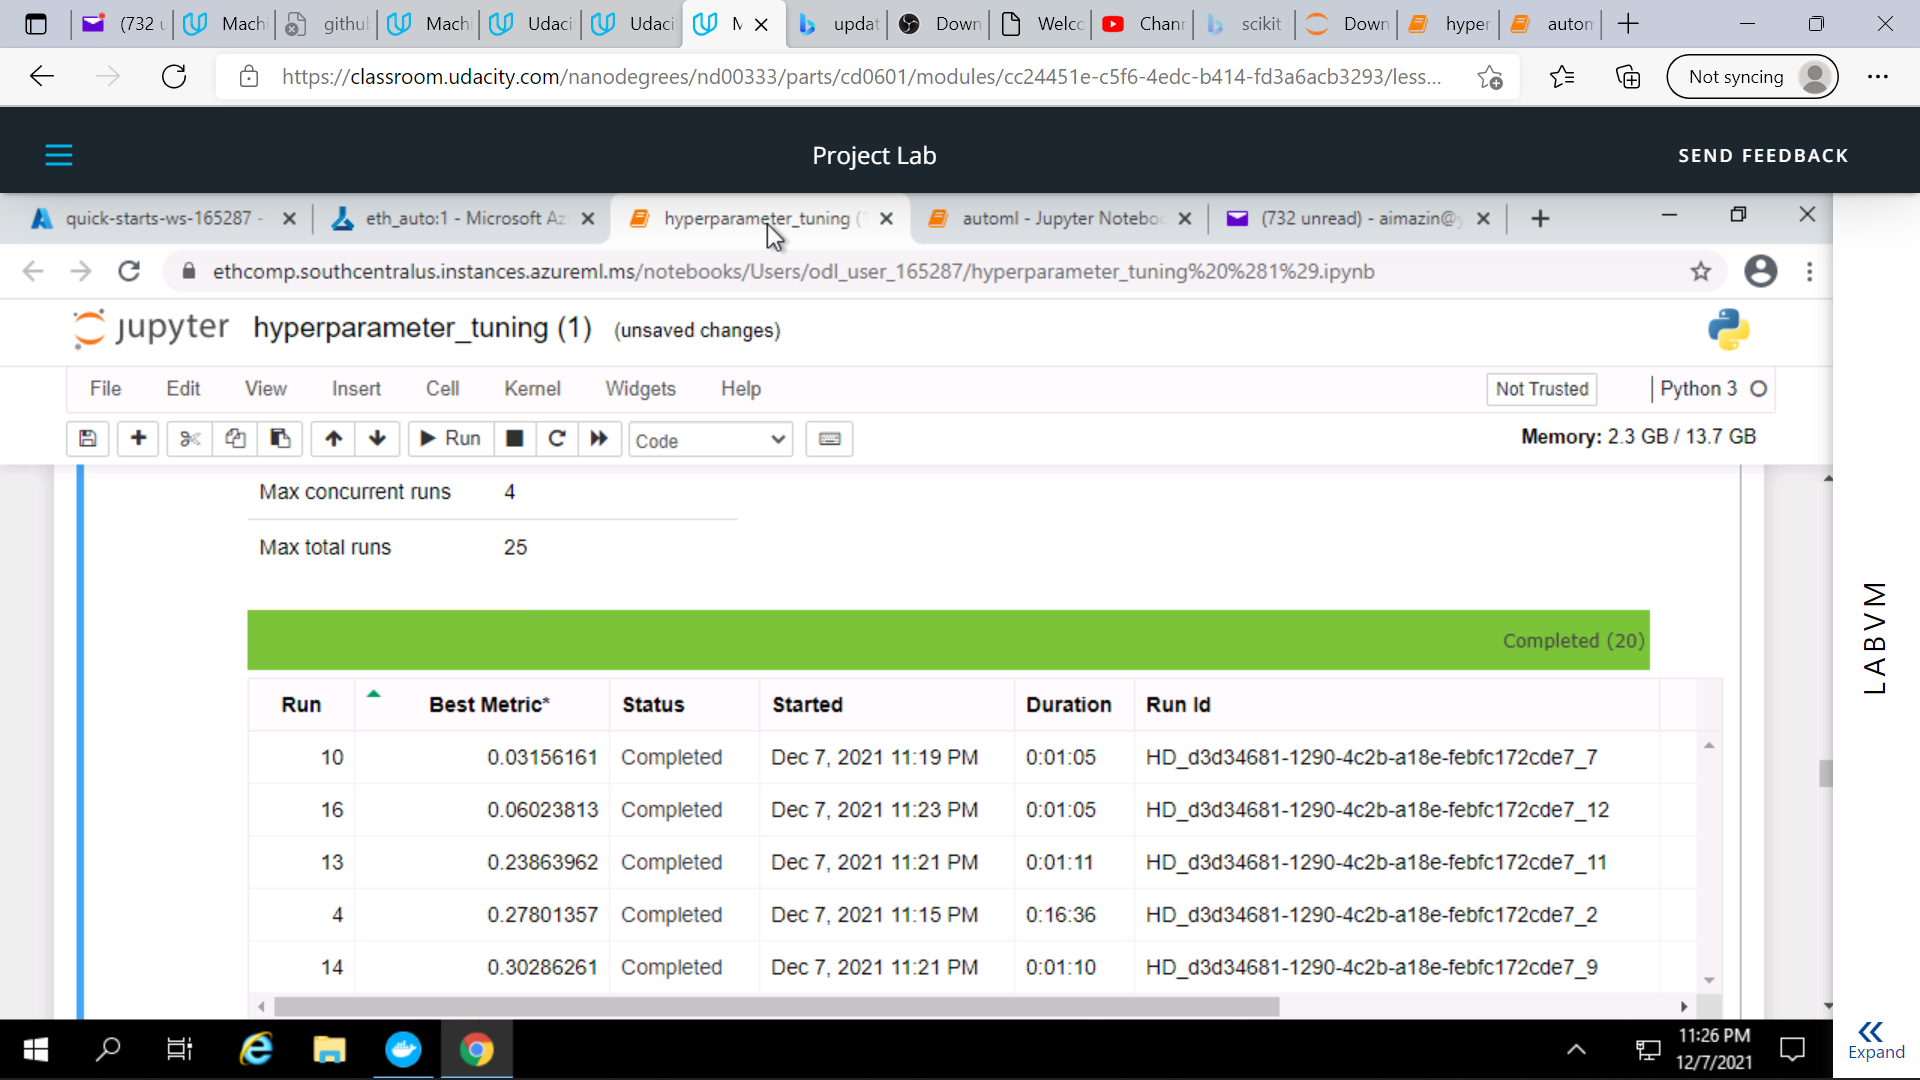 (732 u
Machi
githul
Machi
Udaci
Udaci
M
updat
Down
Welco
Chanr
scikit
Down
hyper
autom
https://classroom.udacity.com/nanodegrees/nd00333/parts/cd0601/modules/cc24451e-c5f6-4edc-b414-fd3a6acb3293/less...
Not syncing
Project Lab
SEND FEEDBACK
quick-starts-ws-165287 -
eth_auto:1 - Microsoft Az
hyperparameter_tuning (
automl - Jupyter Noteboo
(732 unread) - aimazin@y
ethcomp.southcentralus.instances.azureml.ms/notebooks/Users/odl_user_165287/hyperparameter_tuning%20%281%29.ipynb
jupyter hyperparameter_tuning (1) (unsaved changes)
File Edit View Insert Cell Kernel Widgets Help Not Trusted Python 3
Run Code Memory: 2.3 GB / 13.7 GB
Max concurrent runs 4
Max total runs 25
Completed (20)
Run Best Metric* Status Started Duration Run Id
10 0.03156161 Completed Dec 7, 2021 11:19 PM 0:01:05 HD_d3d34681-1290-4c2b-a18e-febfc172cde7_7
16 0.06023813 Completed Dec 7, 2021 11:23 PM 0:01:05 HD_d3d34681-1290-4c2b-a18e-febfc172cde7_12
13 0.23863962 Completed Dec 7, 2021 11:21 PM 0:01:11 HD_d3d34681-1290-4c2b-a18e-febfc172cde7_11
4 0.27801357 Completed Dec 7, 2021 11:15 PM 0:16:36 HD_d3d34681-1290-4c2b-a18e-febfc172cde7_2
14 0.30286261 Completed Dec 7, 2021 11:21 PM 0:01:10 HD_d3d34681-1290-4c2b-a18e-febfc172cde7_9
LABVM
Expand
11:26 PM
12/7/2021